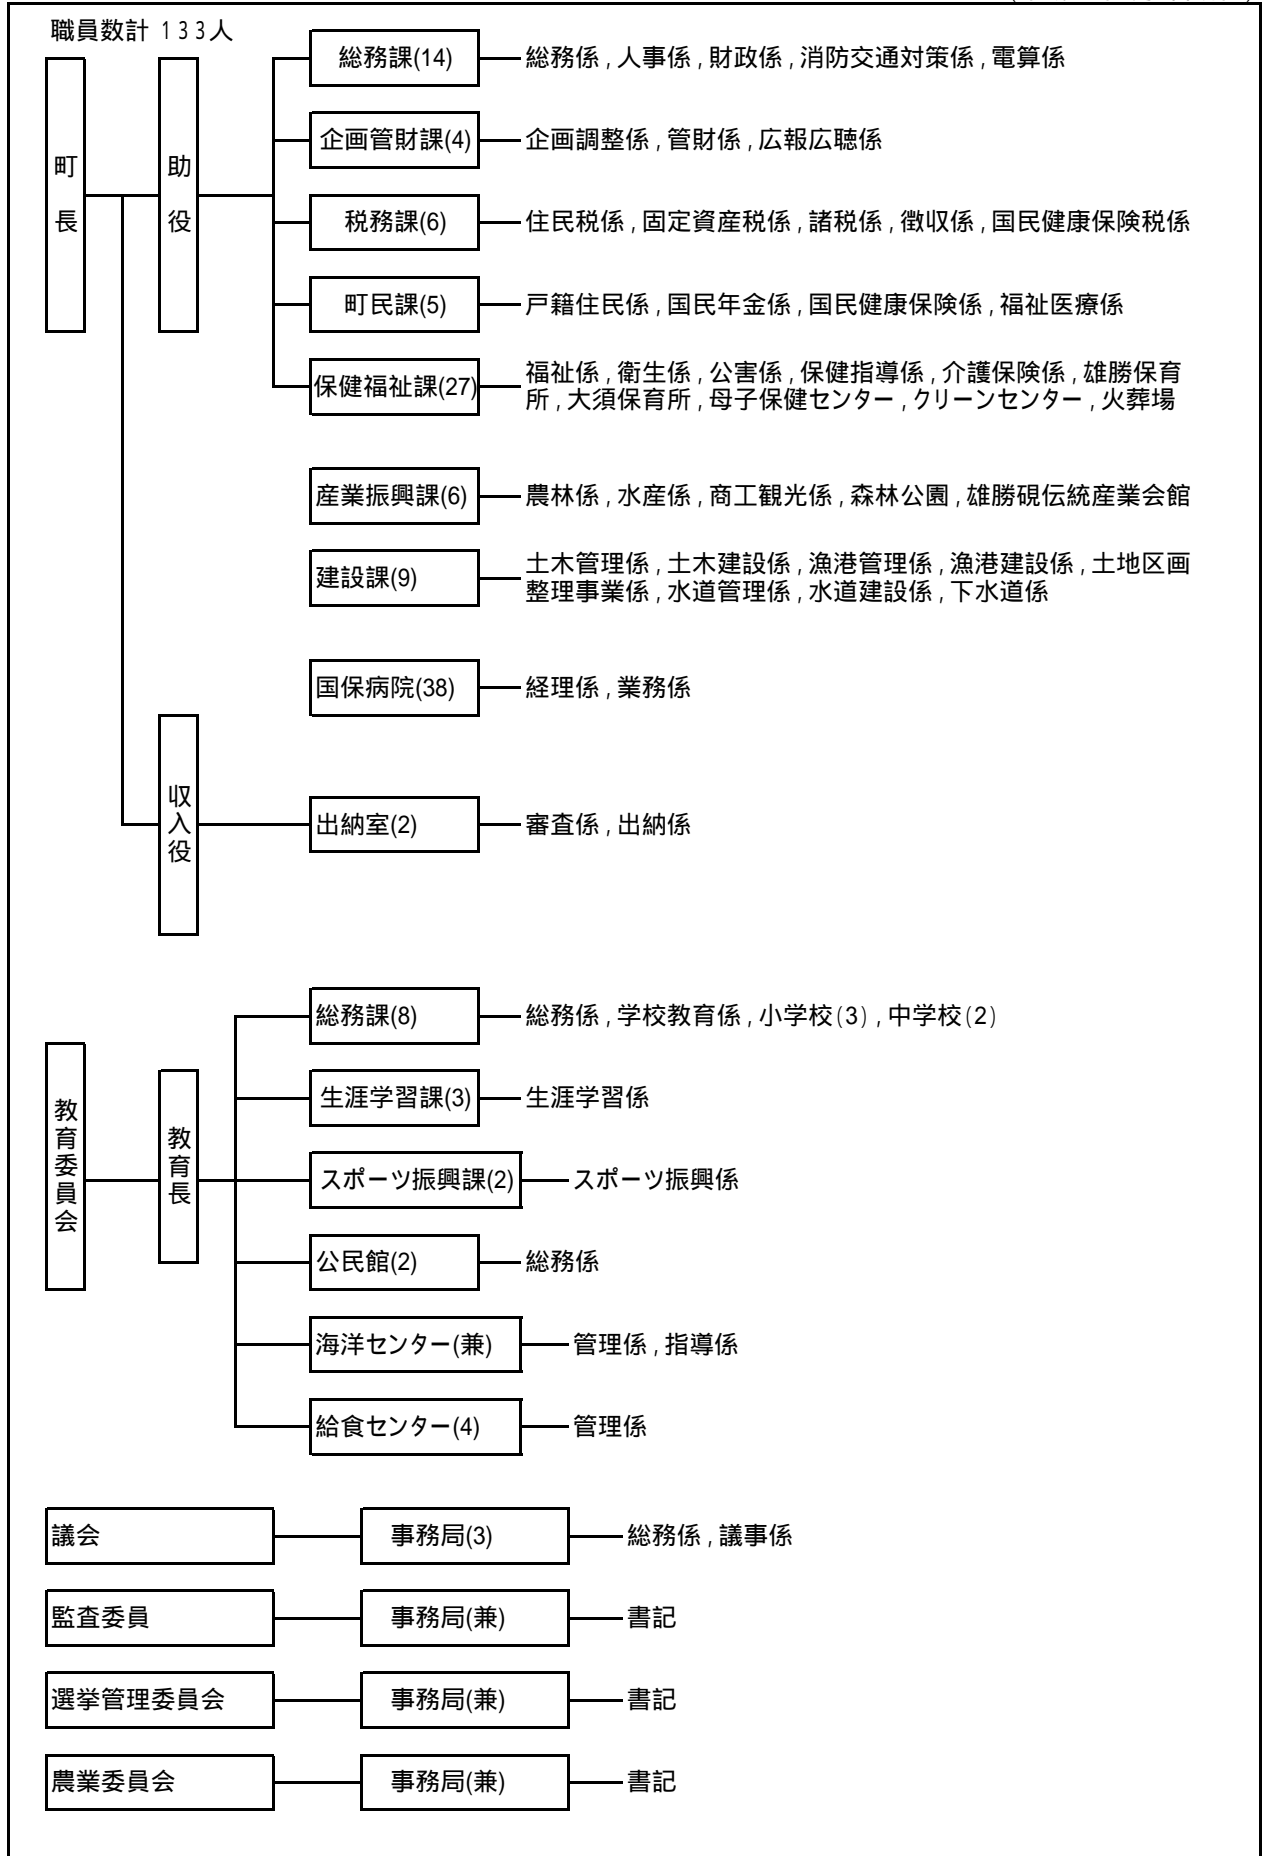 職員数計 133人
町長
助役
総務課(14)
総務係,人事係,財政係,消防交通対策係,電算係
企画管財課(4)
企画調整係,管財係,広報広聴係
税務課(6)
住民税係,固定資産税係,諸税係,徴収係,国民健康保険税係
町民課(5)
戸籍住民係,国民年金係,国民健康保険係,福祉医療係
保健福祉課(27)
福祉係,衛生係,公害係,保健指導係,介護保険係,雄勝保育
所,大須保育所,母子保健センター,クリーンセンター,火葬場
産業振興課(6)
農林係,水産係,商工観光係,森林公園,雄勝硯伝統産業会館
建設課(9)
土木管理係,土木建設係,漁港管理係,漁港建設係,土地区画
整理事業係,水道管理係,水道建設係,下水道係
国保病院(38)
経理係,業務係
収入役
出納室(2)
審査係,出納係
教育委員会
教育長
総務課(8)
総務係,学校教育係,小学校(3),中学校(2)
生涯学習課(3)
生涯学習係
スポーツ振興課(2)
スポーツ振興係
公民館(2)
総務係
海洋センター(兼)
管理係,指導係
給食センター(4)
管理係
議会
事務局(3)
総務係,議事係
監査委員
事務局(兼)
書記
選挙管理委員会
事務局(兼)
書記
農業委員会
事務局(兼)
書記